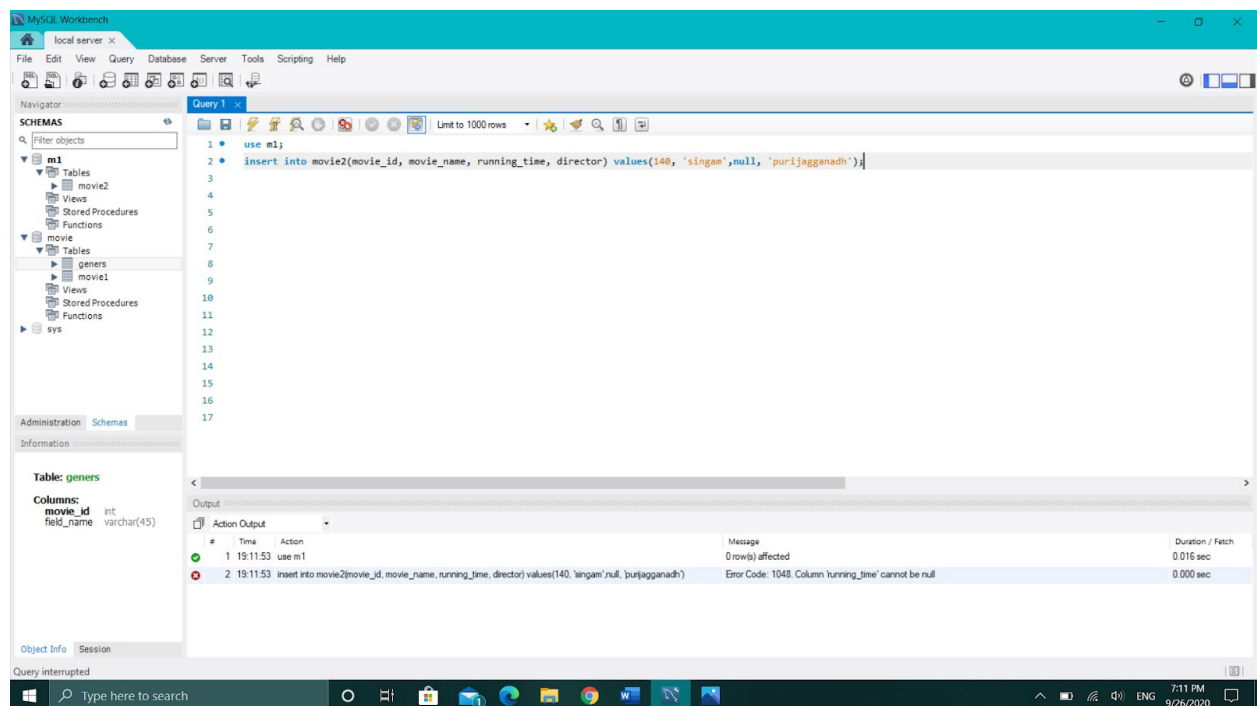 MySQL Workbench
local server ×
File Edit View Query Database Server Tools Scripting Help
Navigator
SCHEMAS
Filter objects
m1
Tables
movie2
Views
Stored Procedures
Functions
movie
Tables
geners
movie1
Views
Stored Procedures
Functions
sys
Administration Schemas
Information
Table: geners
Columns:
movie_id int
field_name varchar(45)
Object Info Session
Query 1 ×
Limit to 1000 rows
1 use m1;
2 insert into movie2(movie_id, movie_name, running_time, director) values(140, 'singam',null, 'purijagganadh');
3
4
5
6
7
8
9
10
11
12
13
14
15
16
17
Output
Action Output
# Time Action Message Duration / Fetch
1 19:11:53 use m1 0 row(s) affected 0.016 sec
2 19:11:53 insert into movie2(movie_id, movie_name, running_time, director) values(140, 'singam',null, 'purijagganadh') Error Code: 1048. Column 'running_time' cannot be null 0.000 sec
Query interrupted
Type here to search
ENG
7:11 PM
9/26/2020